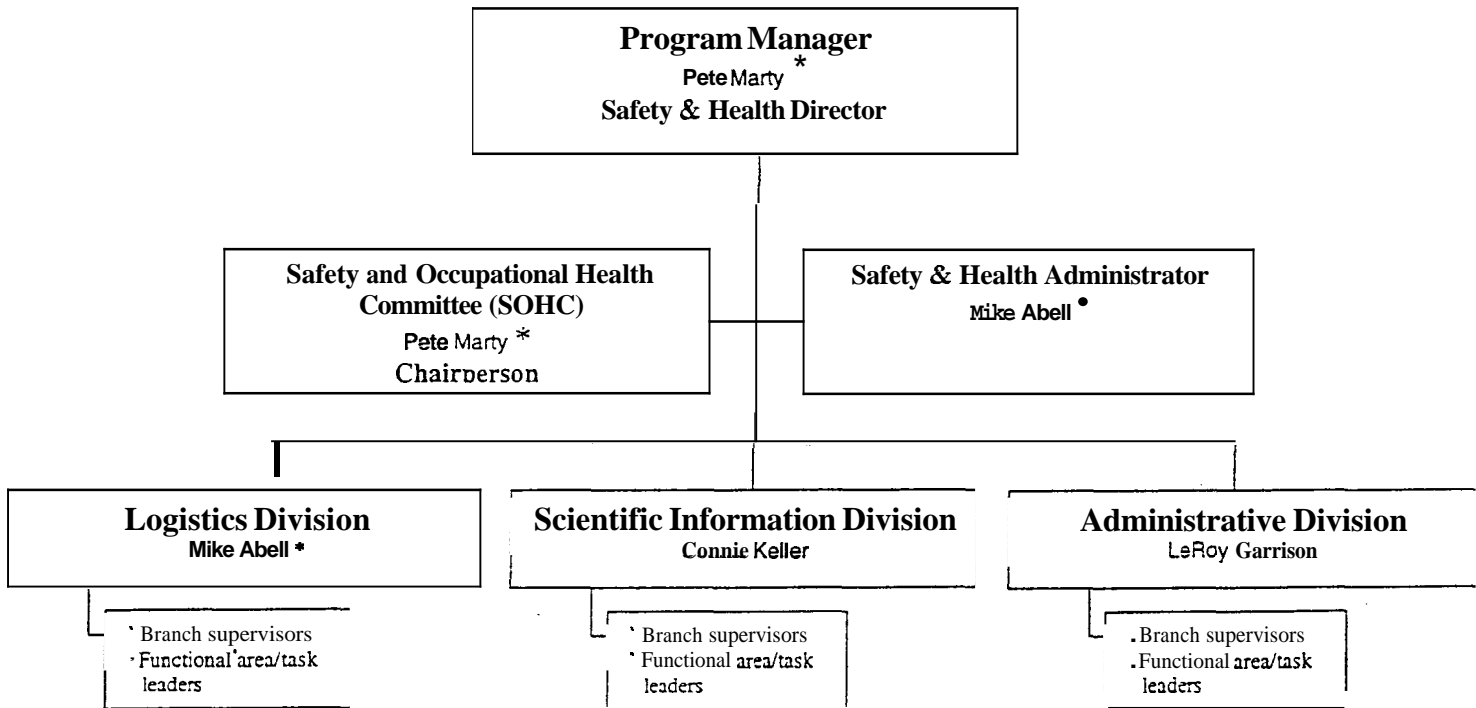 Program Manager
Pete Marty *
Safety & Health Director
Safety and Occupational Health
Committee (SOHC)
Pete Marty *
Chairperson
Safety & Health Administrator
Mike Abell •
Logistics Division
Mike Abell *
Scientific Information Division
Connie Keller
Administrative Division
LeRoy Garrison
• Branch supervisors
• Functional area/task
leaders
• Branch supervisors
• Functional area/task
leaders
. Branch supervisors
. Functional area/task
leaders